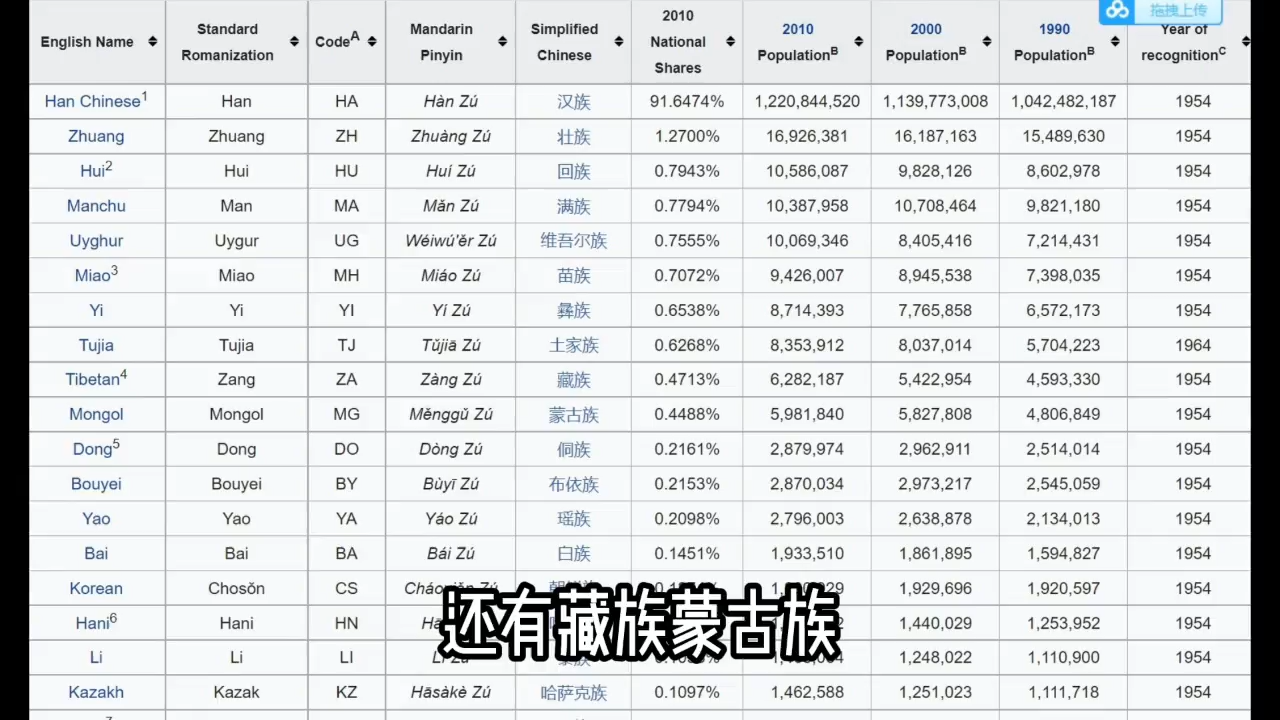 拖拽上传
English Name Standard Romanization Code^A Mandarin Pinyin Simplified Chinese 2010 National Shares 2010 Population^B 2000 Population^B 1990 Population^B Year of recognition^C
Han Chinese^1 Han HA Hàn Zú 汉族 91.6474% 1,220,844,520 1,139,773,008 1,042,482,187 1954
Zhuang Zhuang ZH Zhuàng Zú 壮族 1.2700% 16,926,381 16,187,163 15,489,630 1954
Hui^2 Hui HU Huí Zú 回族 0.7943% 10,586,087 9,828,126 8,602,978 1954
Manchu Man MA Mǎn Zú 满族 0.7794% 10,387,958 10,708,464 9,821,180 1954
Uyghur Uygur UG Wéiwú'ěr Zú 维吾尔族 0.7555% 10,069,346 8,405,416 7,214,431 1954
Miao^3 Miao MH Miáo Zú 苗族 0.7072% 9,426,007 8,945,538 7,398,035 1954
Yi Yi YI Yí Zú 彝族 0.6538% 8,714,393 7,765,858 6,572,173 1954
Tujia Tujia TJ Tǔjiā Zú 土家族 0.6268% 8,353,912 8,037,014 5,704,223 1964
Tibetan^4 Zang ZA Zàng Zú 藏族 0.4713% 6,282,187 5,422,954 4,593,330 1954
Mongol Mongol MG Měnggǔ Zú 蒙古族 0.4488% 5,981,840 5,827,808 4,806,849 1954
Dong^5 Dong DO Dòng Zú 侗族 0.2161% 2,879,974 2,962,911 2,514,014 1954
Bouyei Bouyei BY Bùyī Zú 布依族 0.2153% 2,870,034 2,973,217 2,545,059 1954
Yao Yao YA Yáo Zú 瑶族 0.2098% 2,796,003 2,638,878 2,134,013 1954
Bai Bai BA Bái Zú 白族 0.1451% 1,933,510 1,861,895 1,594,827 1954
Korean Chosŏn CS 1,929,696 1,920,597 1954
Hani^6 Hani HN 1,440,029 1,253,952 1954
还有藏族蒙古族
Li Li LI 1,248,022 1,110,900 1954
Kazakh Kazak KZ Hāsàkè Zú 哈萨克族 0.1097% 1,462,588 1,251,023 1,111,718 1954